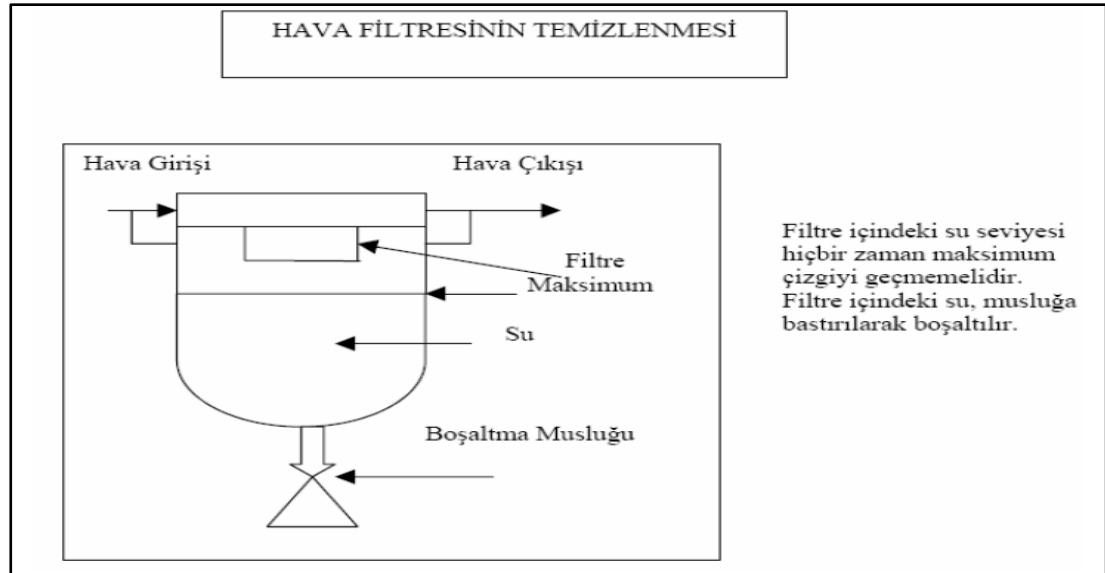 HAVA FİLTRESİNİN TEMİZLENMESİ
Hava Girişi
Hava Çıkışı
Filtre
Maksimum
Su
Boşaltma Musluğu
Filtre içindeki su seviyesi
hiçbir zaman maksimum
çizgiyi geçmemelidir.
Filtre içindeki su, musluğa
bastırılarak boşaltılır.